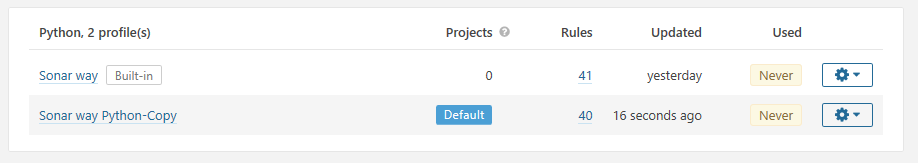 Python, 2 profile(s) Projects ? Rules Updated Used
Sonar way Built-in 0 41 yesterday Never
Sonar way Python-Copy Default 40 16 seconds ago Never